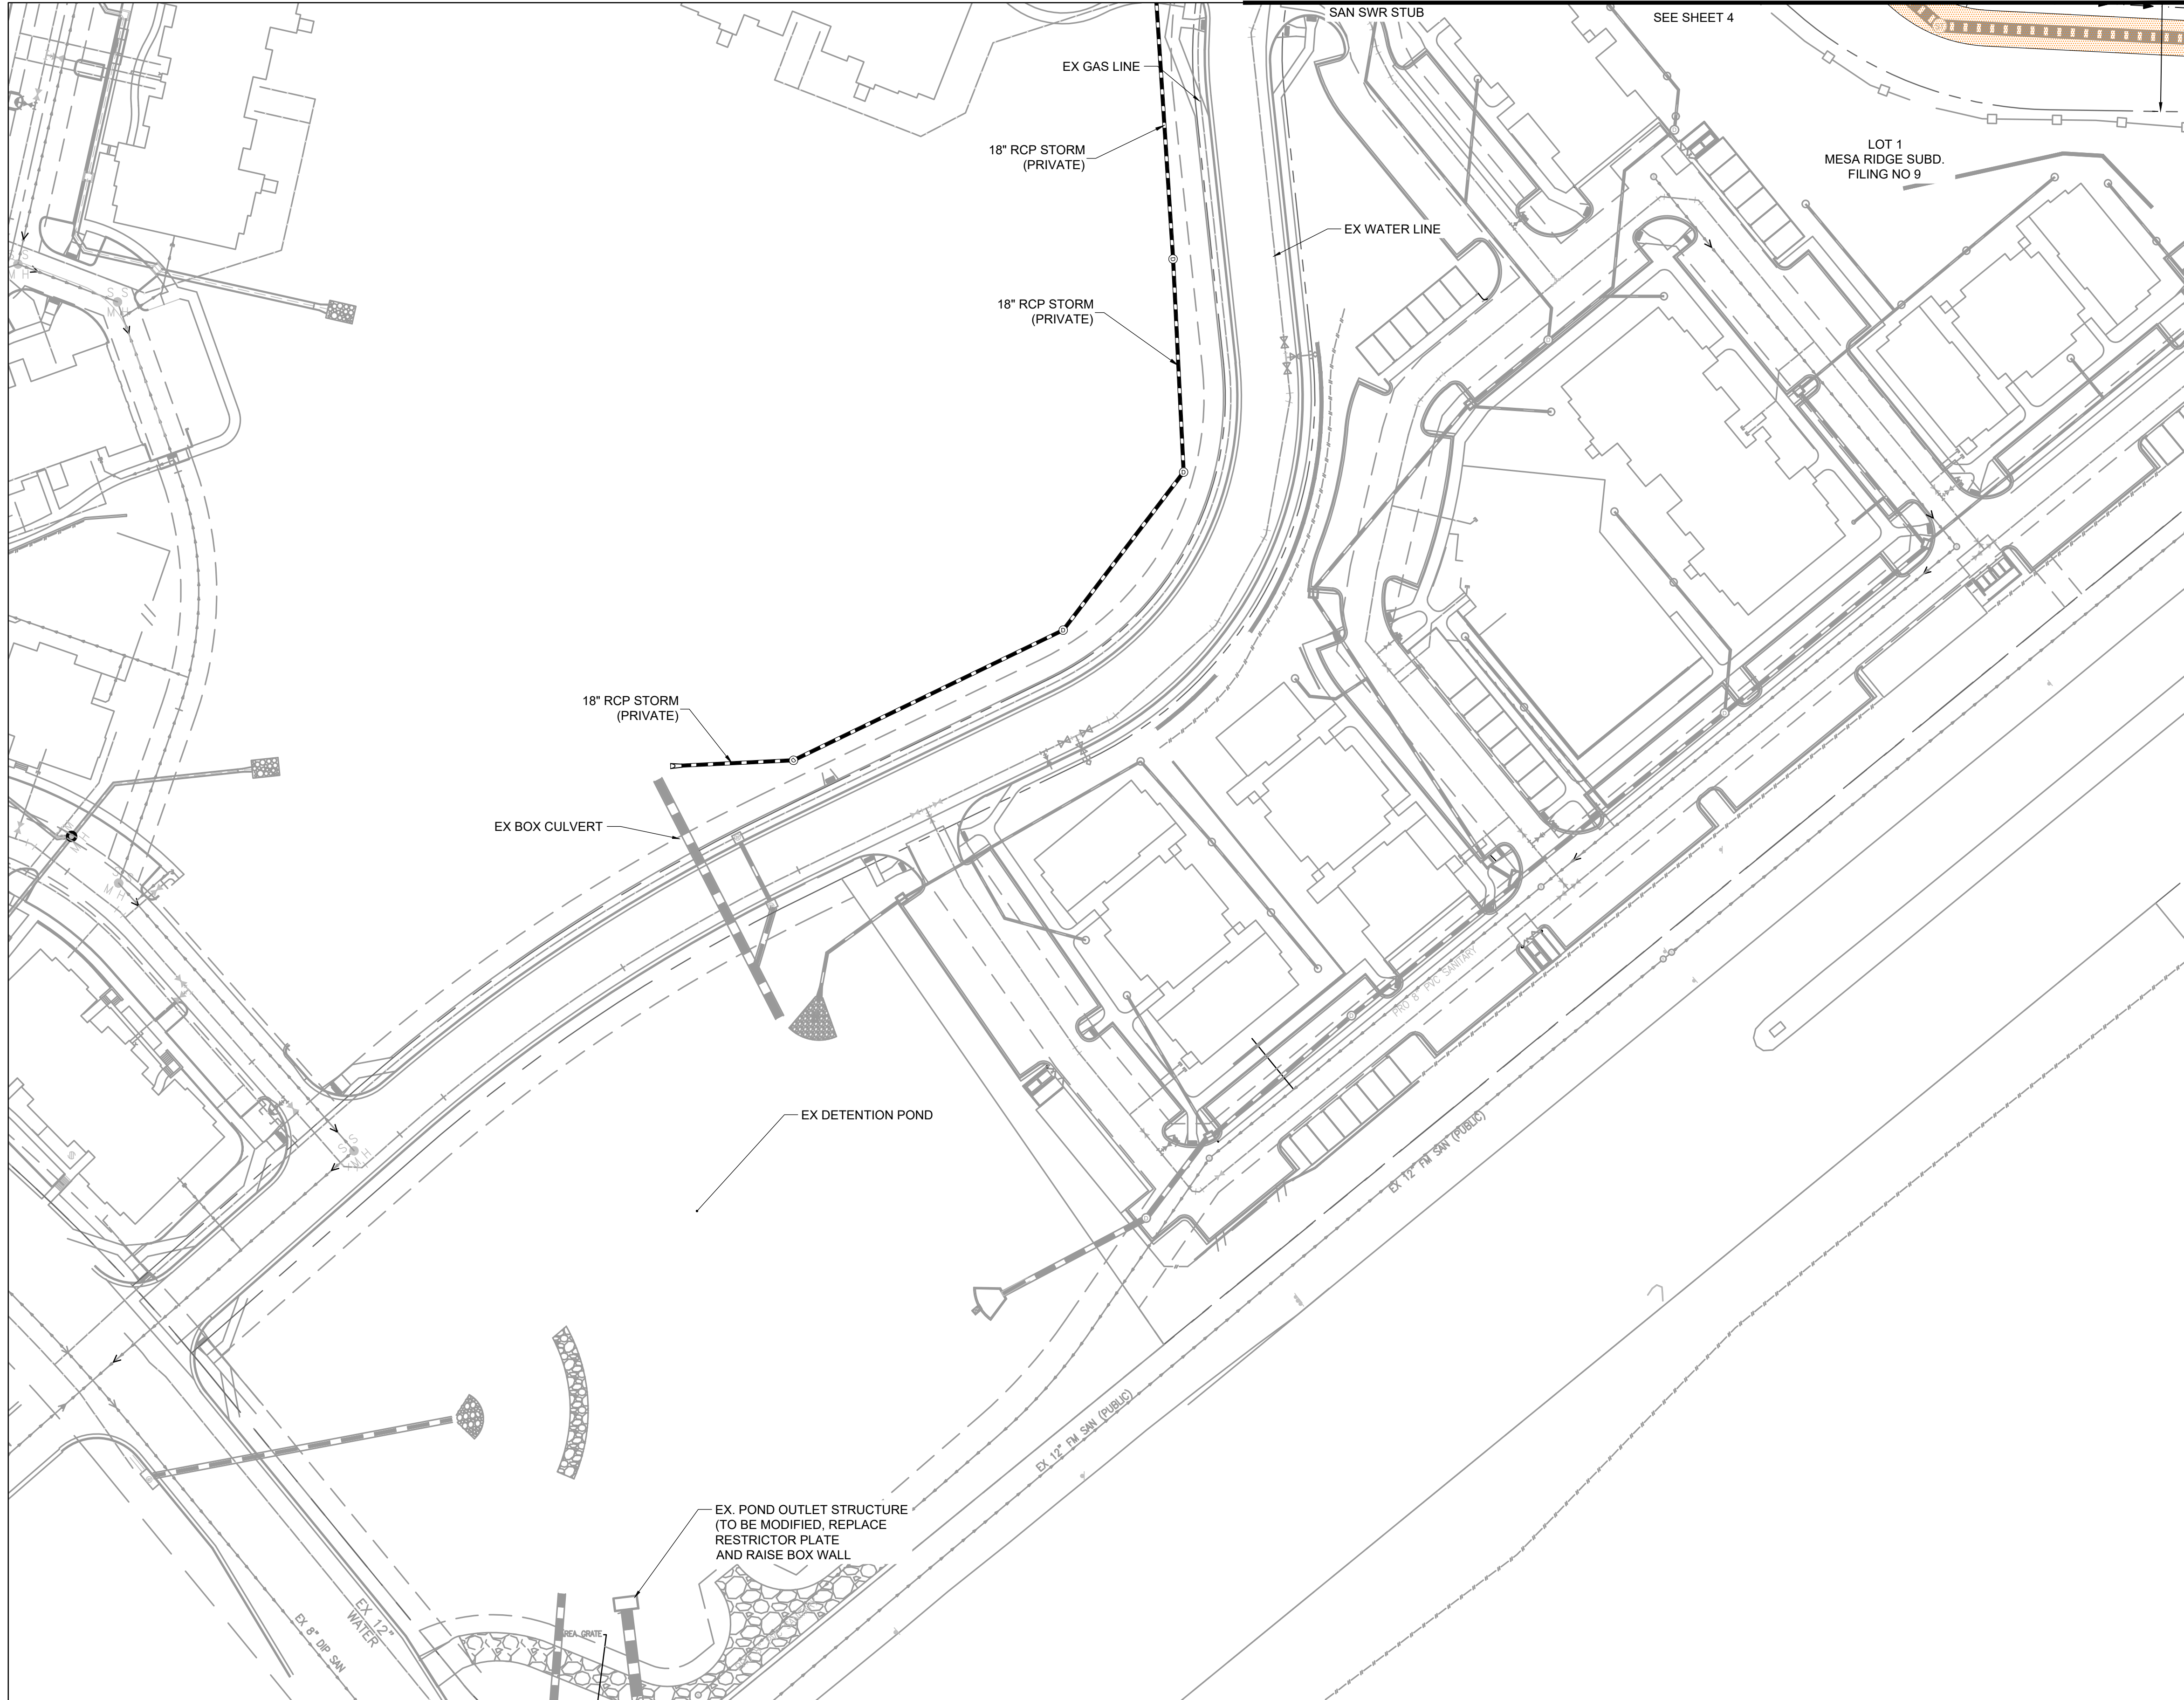 SAN SWR STUB
SEE SHEET 4
EX GAS LINE
18" RCP STORM
(PRIVATE)
LOT 1
MESA RIDGE SUBD.
FILING NO 9
EX WATER LINE
S S
M H
S S
M H
18" RCP STORM
(PRIVATE)
18" RCP STORM
(PRIVATE)
EX BOX CULVERT
M H
M H
S S
M H
PRO 8" PVC SANITARY
EX DETENTION POND
S S
S M H
EX 12" FM SAN (PUBLIC)
EX 12" FM SAN (PUBLIC)
EX. POND OUTLET STRUCTURE
(TO BE MODIFIED, REPLACE
RESTRICTOR PLATE
AND RAISE BOX WALL
EX 12"
WATER
EX 8" DIP SAN
AREA GRATE